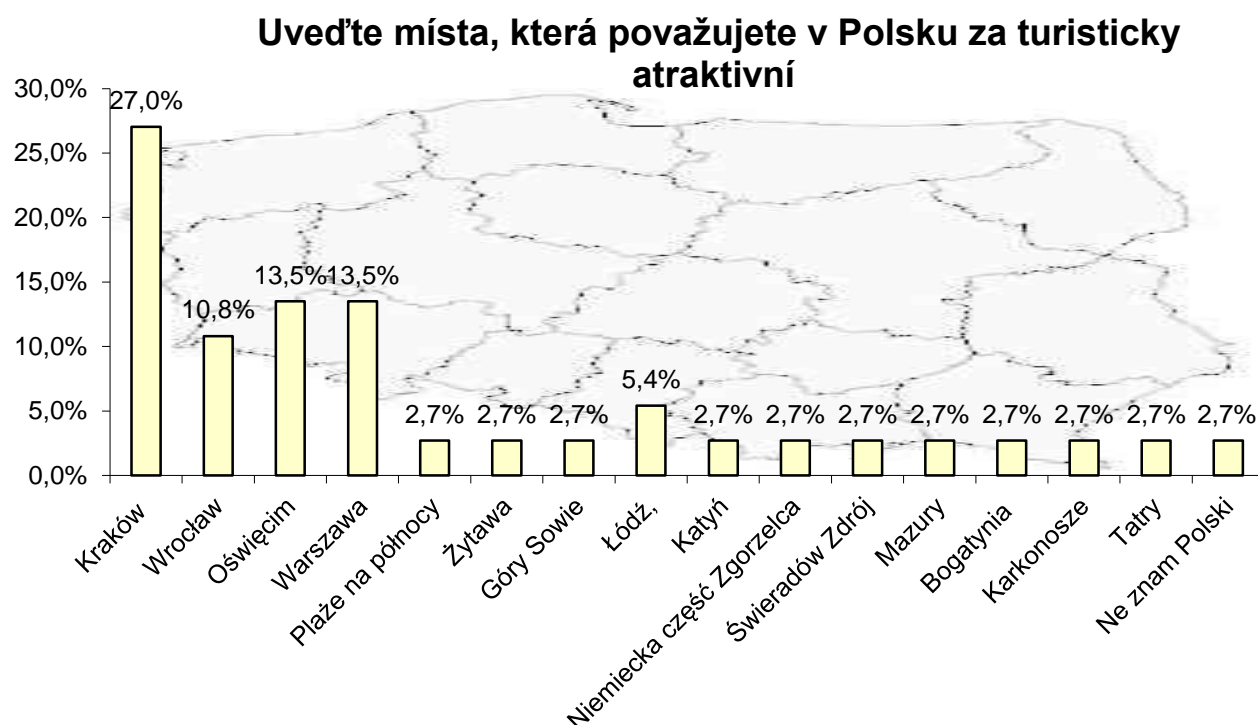 Uveďte místa, která považujete v Polsku za turisticky
atraktivní
30,0%
25,0%
20,0%
15,0%
10,0%
5,0%
0,0%
27,0%
10,8%
13,5%
13,5%
2,7%
2,7%
2,7%
5,4%
2,7%
2,7%
2,7%
2,7%
2,7%
2,7%
2,7%
2,7%
Kraków
Wrocław
Oświęcim
Warszawa
Plaże na północy
Żytawa
Góry Sowie
Łódź,
Katyń
Niemiecka część Zgorzelca
Świeradów Zdrój
Mazury
Bogatynia
Karkonosze
Tatry
Ne znam Polski